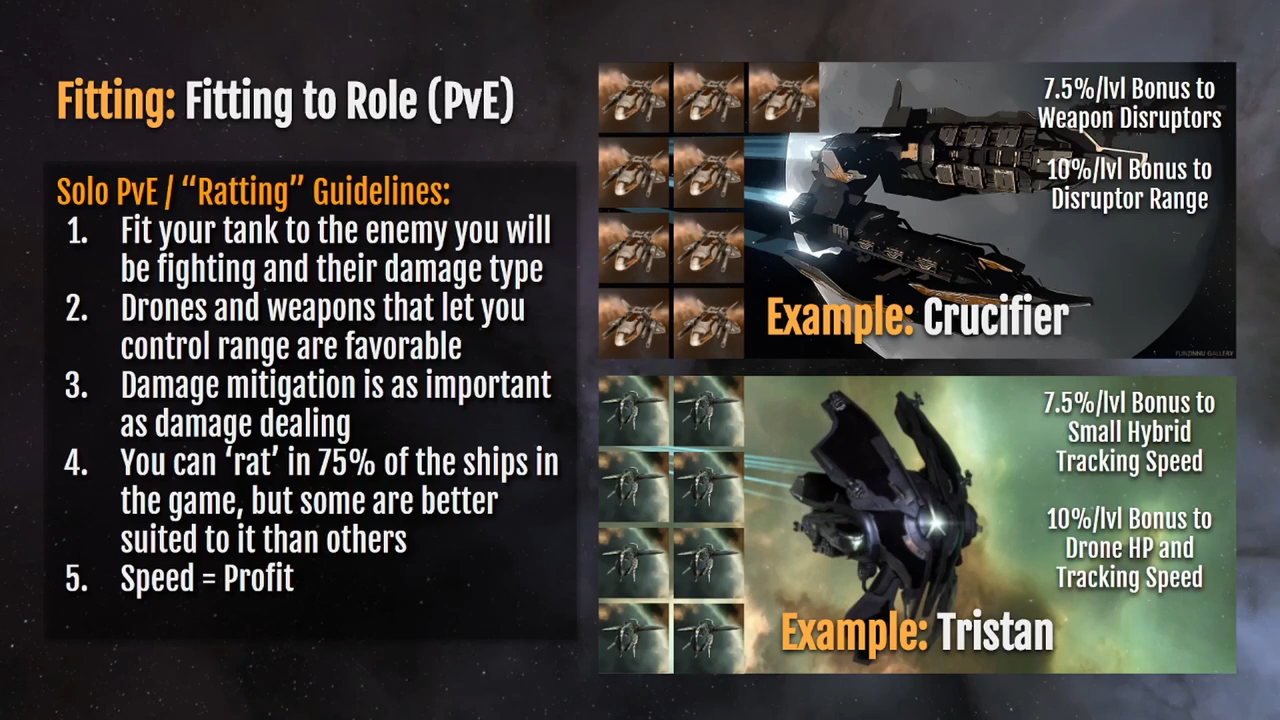 Fitting: Fitting to Role (PvE)
Solo PvE / “Ratting” Guidelines:
1. Fit your tank to the enemy you will
be fighting and their damage type
2. Drones and weapons that let you
control range are favorable
3. Damage mitigation is as important
as damage dealing
4. You can ‘rat’ in 75% of the ships in
the game, but some are better
suited to it than others
5. Speed = Profit
7.5%/lvl Bonus to
Weapon Disruptors
10%/lvl Bonus to
Disruptor Range
Example: Crucifier
7.5%/lvl Bonus to
Small Hybrid
Tracking Speed
10%/lvl Bonus to
Drone HP and
Tracking Speed
Example: Tristan